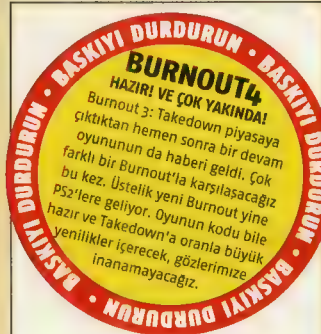 BASKIYI DURDURUN • BASKIYI DURDURUN • BASKIYI DURDURUN •
BURNOUT4
HAZIR! VE ÇOK YAKINDA!
Burnout 3: Takedown piyasaya
çıktıktan hemen sonra bir devam
oyununun da haberi geldi. Çok
farklı bir Burnout'la karşılaşacağız
bu kez. Üstelik yeni Burnout yine
PS2'lere geliyor. Oyunun kodu bile
hazır ve Takedown'a oranla büyük
yenilikler içerecek, gözlerimize
inanamayacağız.